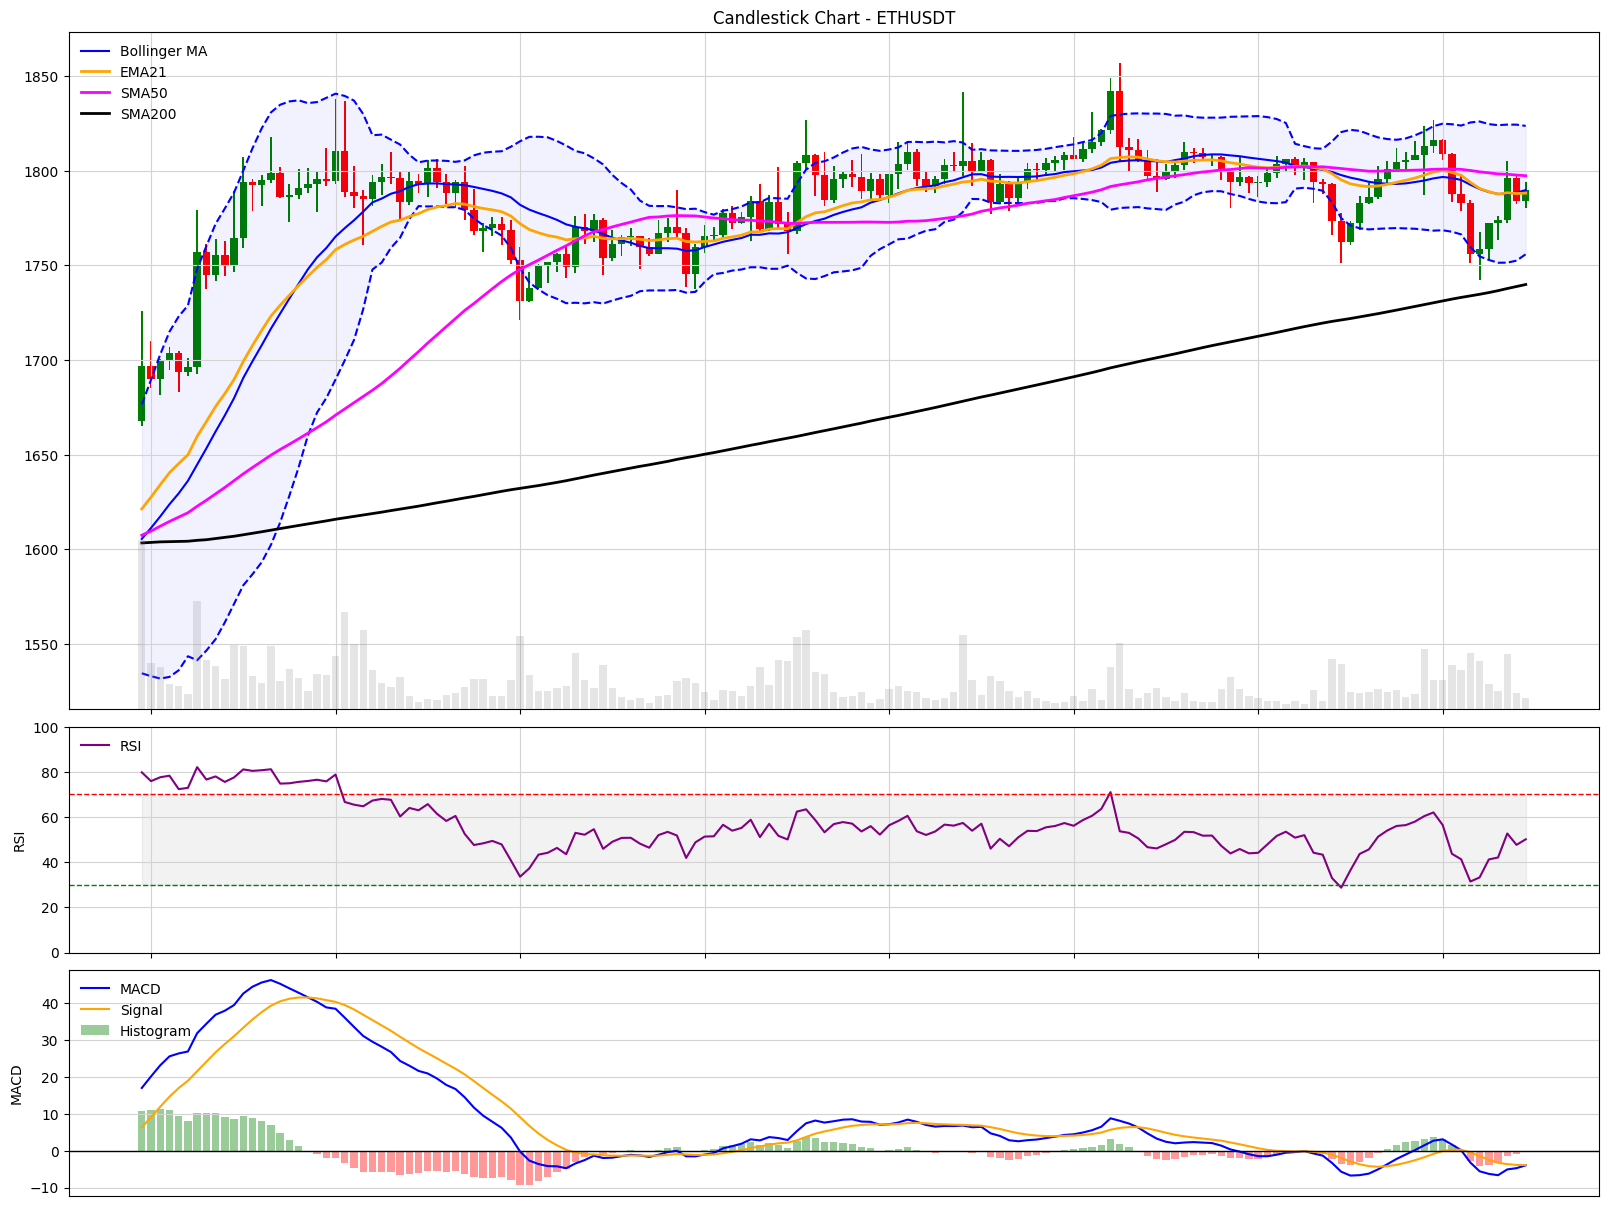 Candlestick Chart - ETHUSDT
Bollinger MA
EMA21
SMA50
SMA200
1850
1800
1750
1700
1650
1600
1550
RSI
RSI
100
80
60
40
20
0
MACD
Signal
Histogram
MACD
40
30
20
10
0
−10